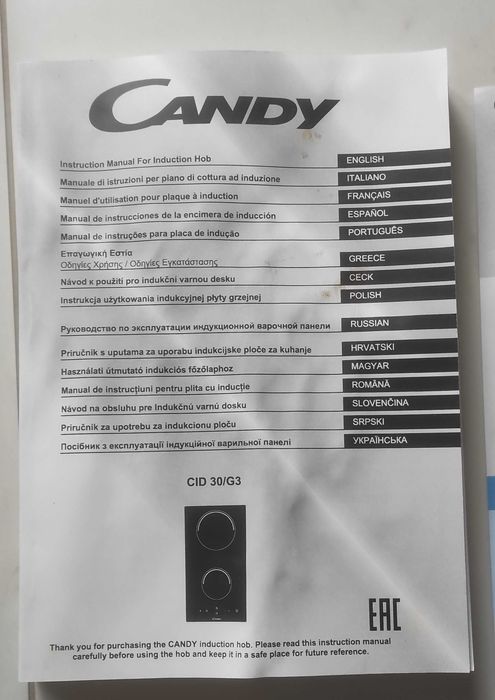 CANDY
Instruction Manual For Induction Hob ENGLISH
Manuale di istruzioni per piano di cottura ad induzione ITALIANO
Manuel d'utilisation pour plaque à induction FRANÇAIS
Manual de instrucciones de la encimera de inducción ESPAÑOL
Manual de instruções para placa de indução PORTUGUÊS
Επαγωγική Εστία
Οδηγίες Χρήσης / Οδηγίες Εγκατάστασης GREECE
Návod k použití pro indukční varnou desku CECK
Instrukcja użytkowania indukcyjnej płyty grzejnej POLISH
Руководство по эксплуатации индукционной варочной панели RUSSIAN
Priručnik s uputama za uporabu indukcijske ploče za kuhanje HRVATSKI
Használati útmutató indukciós főzőlaphoz MAGYAR
Manual de instrucțiuni pentru plita cu inducție ROMÂNĂ
Návod na obsluhu pre Indukčnú varnú dosku SLOVENČINA
Priručnik za upotrebu za indukcionu ploču SRPSKI
Посібник з експлуатації індукційної варильної панелі УКРАЇНСЬКА
CID 30/G3
EAC
Thank you for purchasing the CANDY induction hob. Please read this instruction manual
carefully before using the hob and keep it in a safe place for future reference.